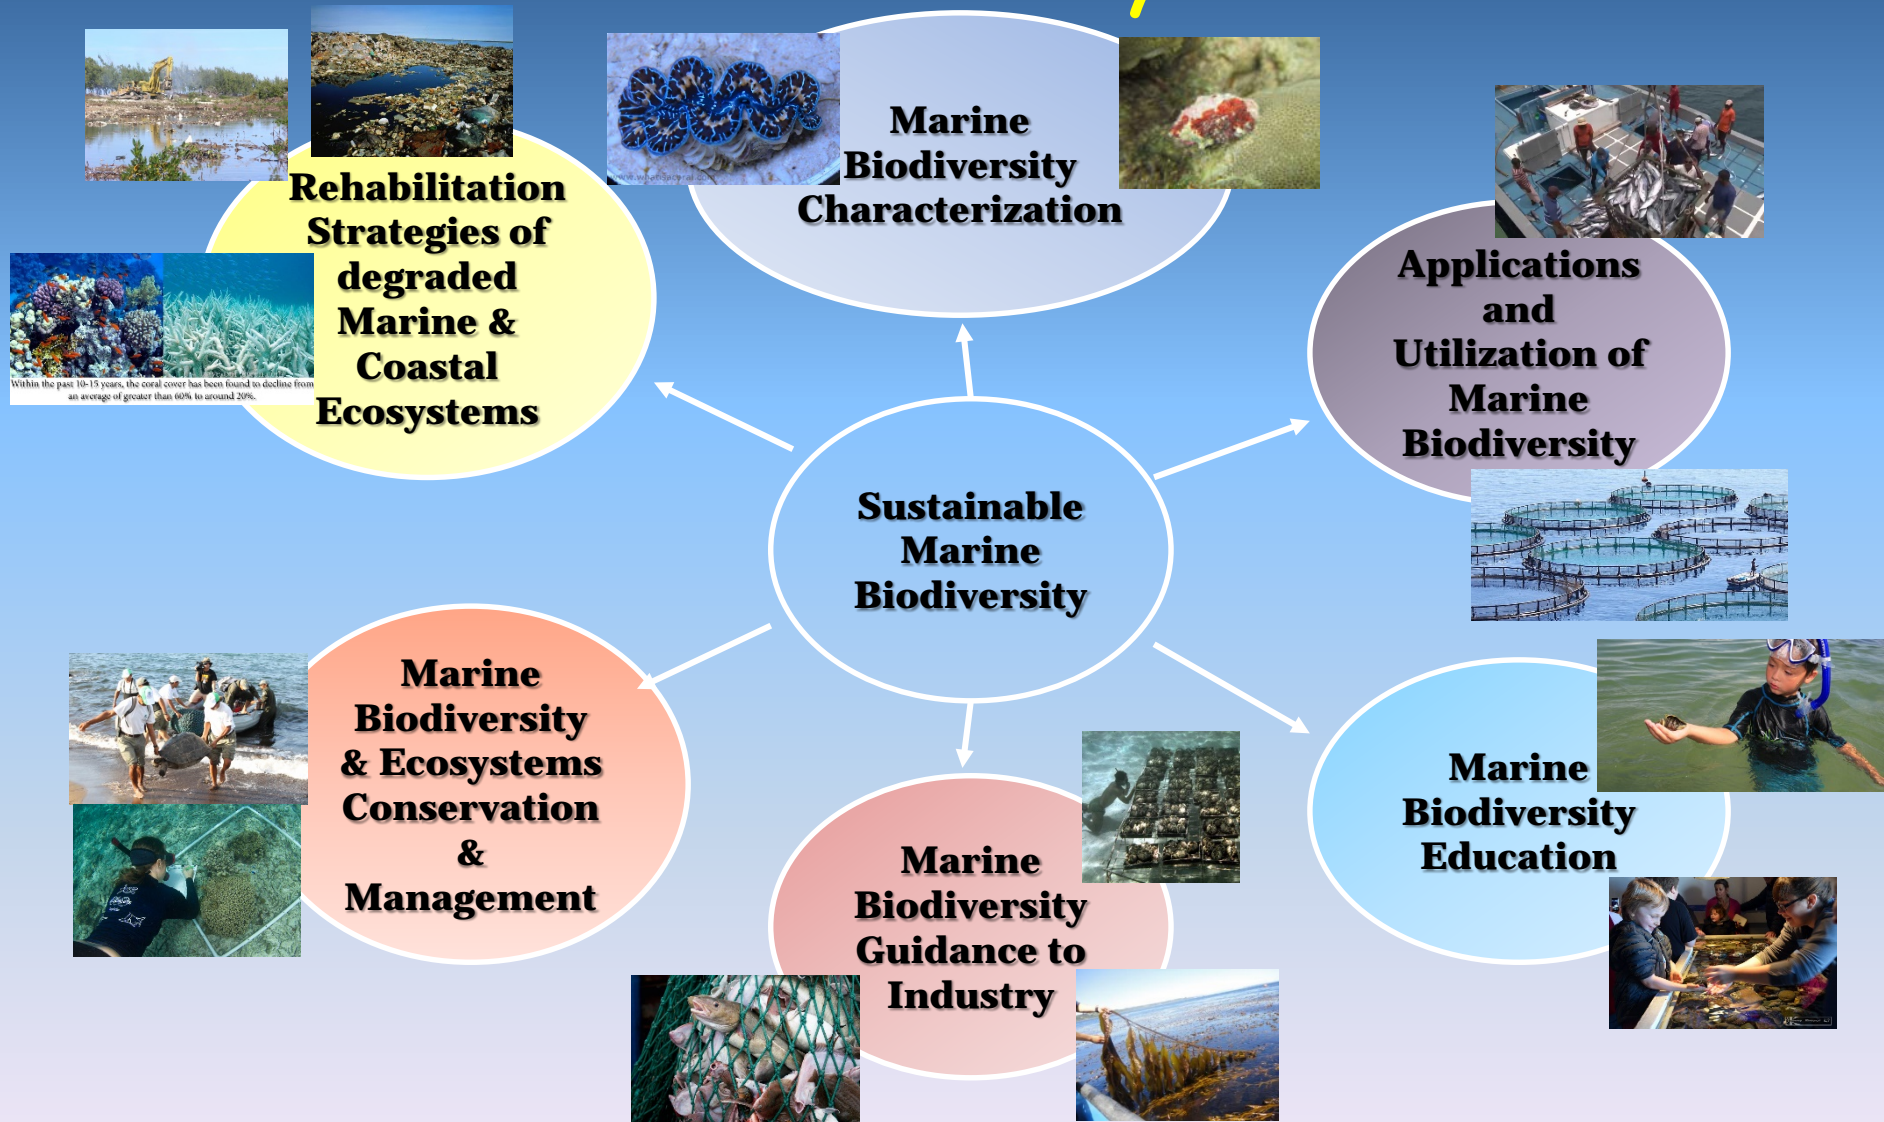 Marine
Biodiversity
Characterization
Rehabilitation
Strategies of
degraded
Marine &
Coastal
Ecosystems
Within the past 10-15 years, the coral cover has been found to decline from
an average of greater than 60% to around 20%.
Applications
and
Utilization of
Marine
Biodiversity
Sustainable
Marine
Biodiversity
Marine
Biodiversity
& Ecosystems
Conservation
&
Management
Marine
Biodiversity
Guidance to
Industry
Marine
Biodiversity
Education